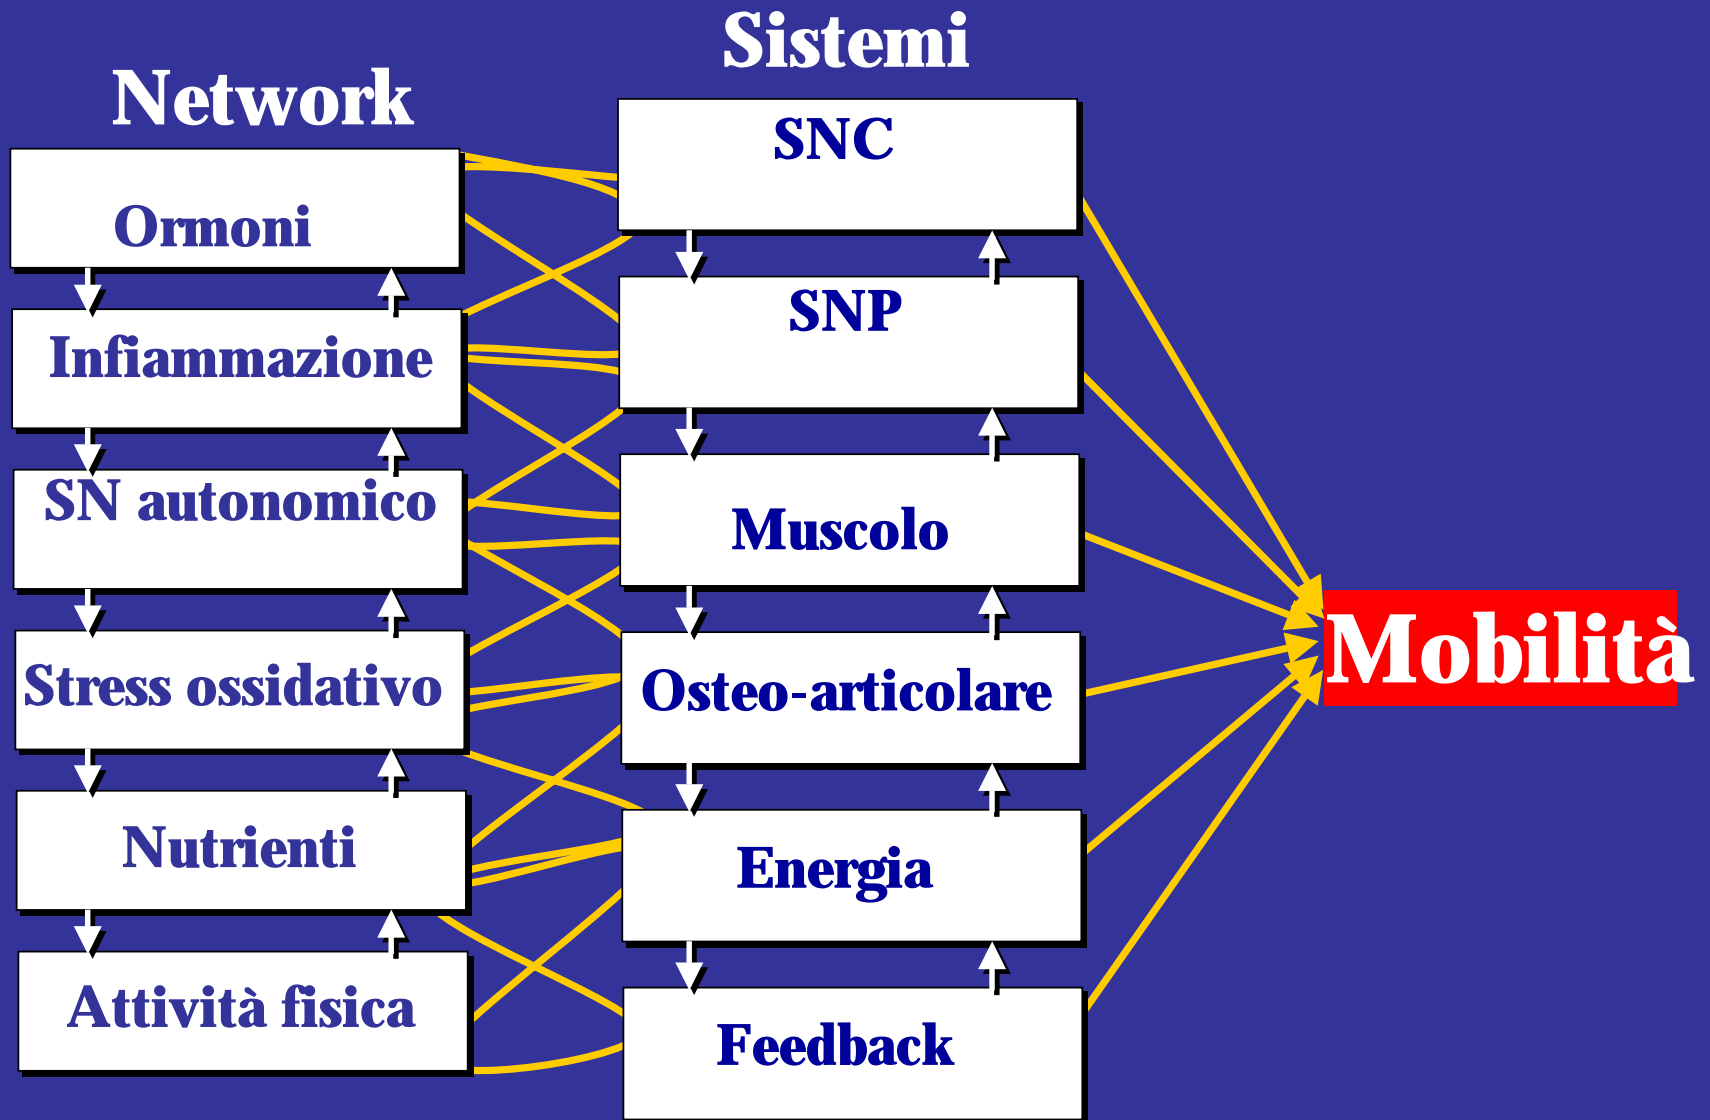 Network
Ormoni
Infiammazione
SN autonomico
Stress ossidativo
Nutrienti
Attività fisica
Sistemi
SNC
SNP
Muscolo
Osteo-articolare
Energia
Feedback
Mobilità